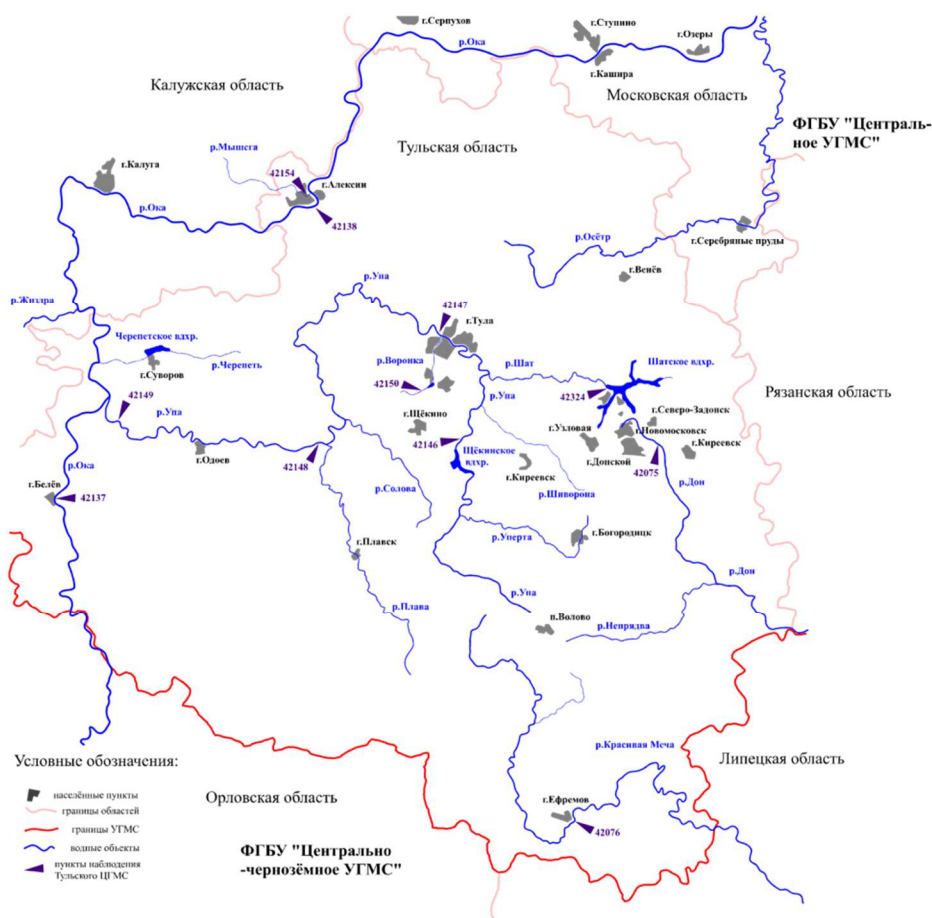 г.Серпухов
г.Ступино
г.Озеры
р.Ока
г.Кашира
Калужская область
Московская область
ФГБУ "Централь-
ное УГМС"
р.Мышега
Тульская область
г.Калуга
42154
г.Алексин
р.Ока
42138
р.Осётр
г.Серебряные пруды
г.Венёв
р.Упа
р.Жиздра
42147
г.Тула
Черепетское вдхр.
р.Воронка
р.Шат
Шатское вдхр.
р.Черепеть
г.Суворов
42150
42324
Рязанская область
42149
р.Упа
р.Упа
г.Щёкино
г.Северо-Задонск
г.Узловая
г.Новомосковск
42146
г.Киреевск
Щёкинское
вдхр.
г.Донской
г.Одоев
42148
р.Ока
г.Киреевск
42075
г.Белёв
42137
р.Солова
р.Шиворона
р.Дон
р.Уперта
г.Богородицк
г.Плавск
р.Дон
р.Упа
р.Плава
п.Волово
р.Непрядва
р.Красивая Меча
Липецкая область
Условные обозначения:
населённые пункты
Орловская область
г.Ефремов
границы областей
границы УГМС
42076
водные объекты
ФГБУ "Центрально
-чернозёмное УГМС"
пункты наблюдения
Тульского ЦГМС